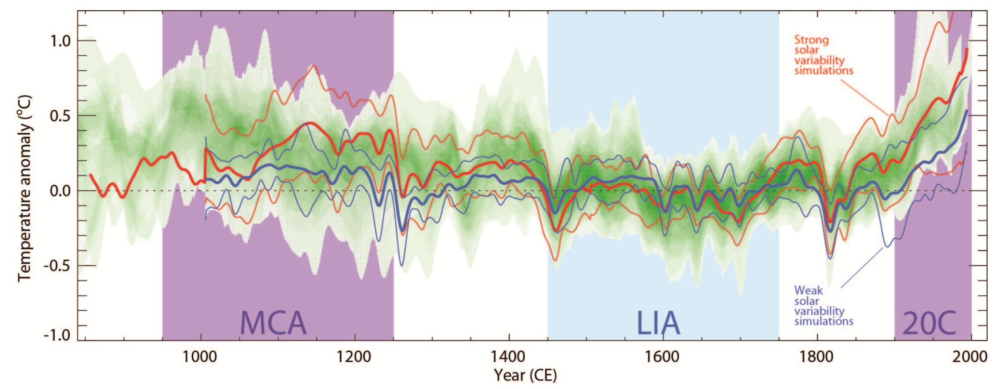 Temperature anomaly (°C)
1.0
0.5
0.0
-0.5
-1.0
Strong
solar
variability
simulations
Weak
solar
variability
simulations
MCA
LIA
20C
1000
1200
1400
1600
1800
2000
Year (CE)